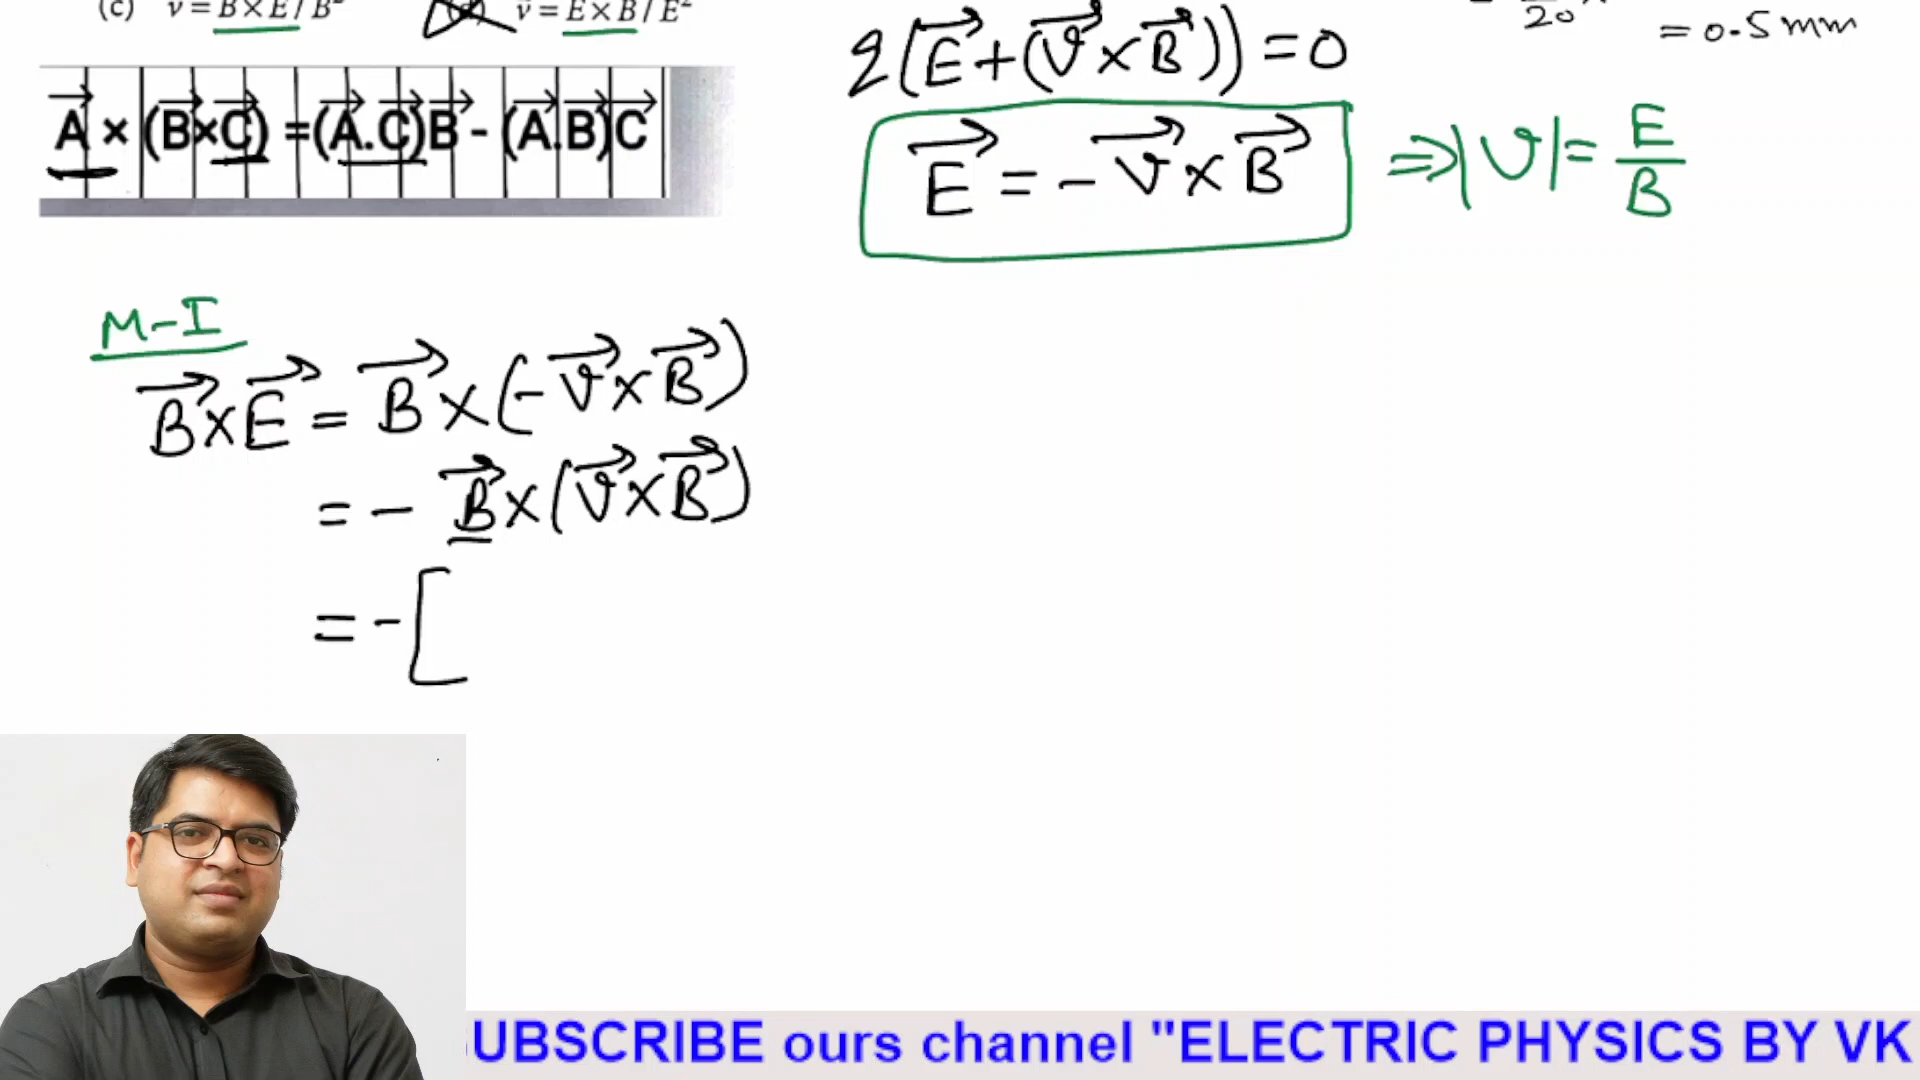 (c) v = B × E / B²
v = E × B / E²
A × (B×C) = (A.C)B - (A.B)C
q(E + (v × B)) = 0
E = - v × B ⇒ |v| = E/B
20
= 0.5 mm
M-I
B × E = B × (- v × B)
= - B × (v × B)
= - [
UBSCRIBE ours channel "ELECTRIC PHYSICS BY VK